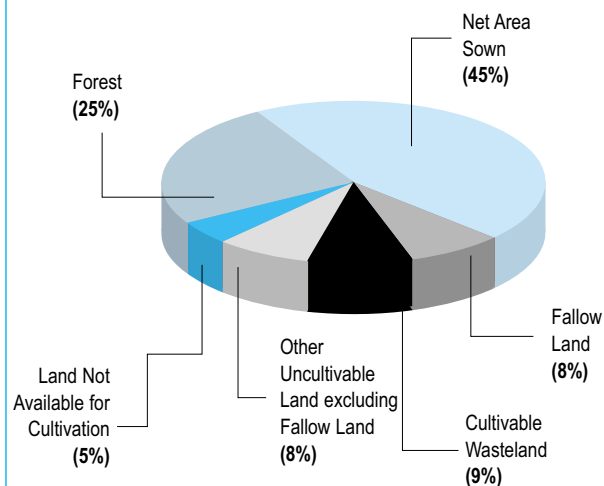 Net Area
Sown
(45%)
Forest
(25%)
Fallow
Land
(8%)
Other
Uncultivable
Land excluding
Fallow Land
(8%)
Land Not
Available for
Cultivation
(5%)
Cultivable
Wasteland
(9%)